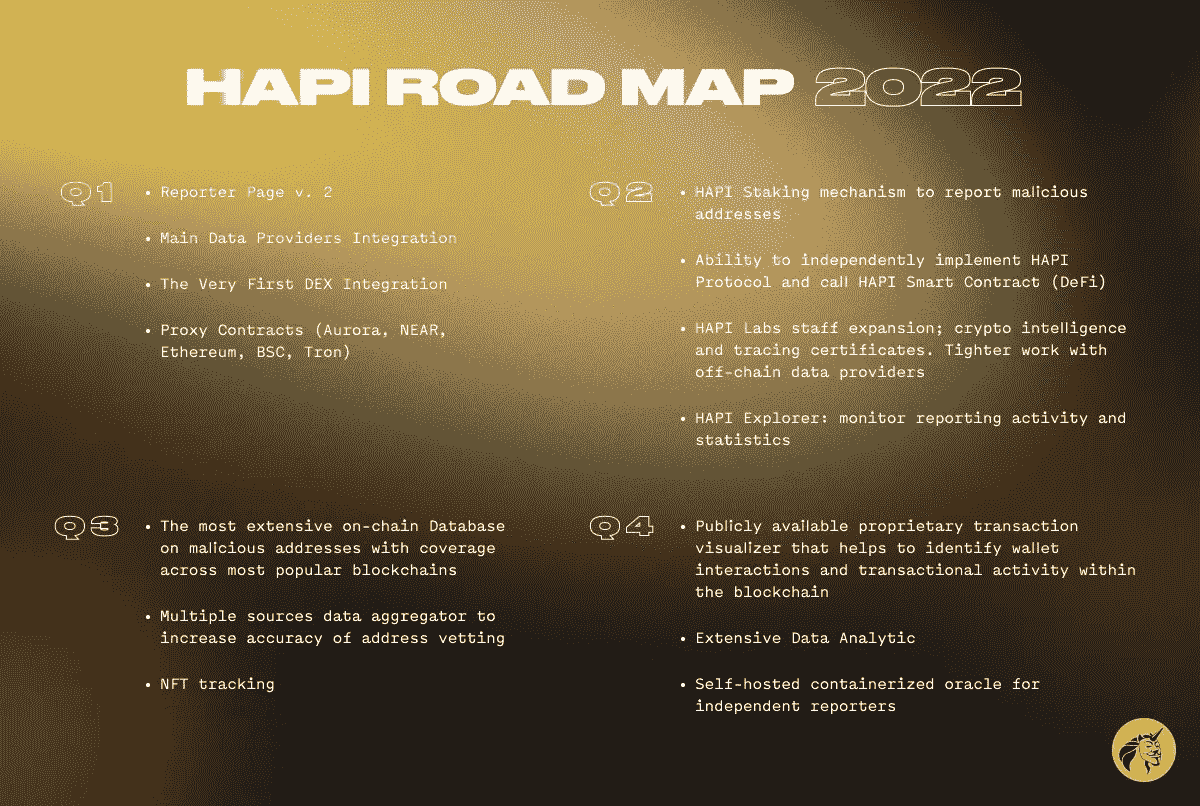 HAPI ROAD MAP 2022
Q1
• Reporter Page v. 2
• Main Data Providers Integration
• The Very First DEX Integration
• Proxy Contracts (Aurora, NEAR,
Ethereum, BSC, Tron)
Q2
• HAPI Staking mechanism to report malicious
addresses
• Ability to independently implement HAPI
Protocol and call HAPI Smart Contract (DeFi)
• HAPI Labs staff expansion; crypto intelligence
and tracing certificates. Tighter work with
off-chain data providers
• HAPI Explorer: monitor reporting activity and
statistics
Q3
• The most extensive on-chain Database
on malicious addresses with coverage
across most popular blockchains
• Multiple sources data aggregator to
increase accuracy of address vetting
• NFT tracking
Q4
• Publicly available proprietary transaction
visualizer that helps to identify wallet
interactions and transactional activity within
the blockchain
• Extensive Data Analytic
• Self-hosted containerized oracle for
independent reporters